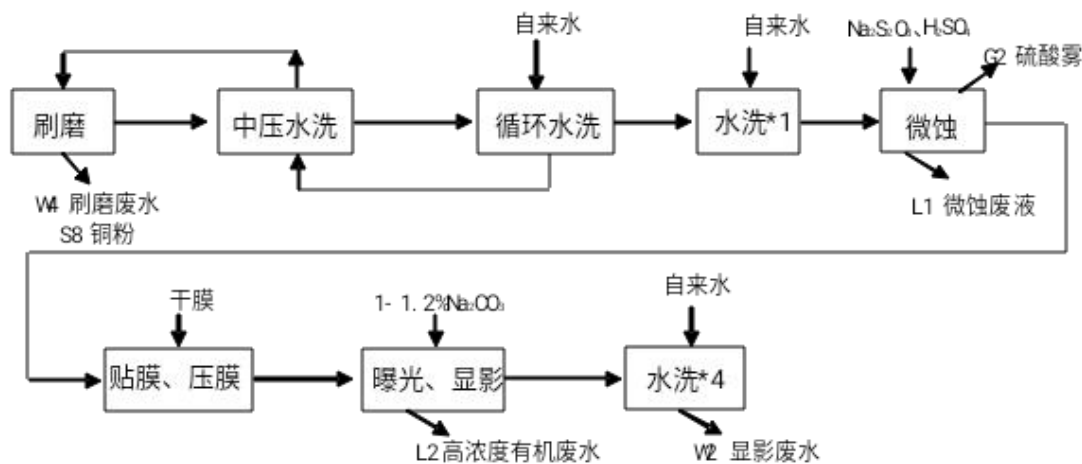 自来水
自来水
Na₂S₂O₈、H₂SO₄
G2 硫酸雾
刷磨
中压水洗
循环水洗
水洗*1
微蚀
W4 刷磨废水
S8 铜粉
L1 微蚀废液
干膜
1- 1.2%Na₂CO₃
自来水
贴膜、压膜
曝光、显影
水洗*4
L2高浓度有机废水
W2 显影废水